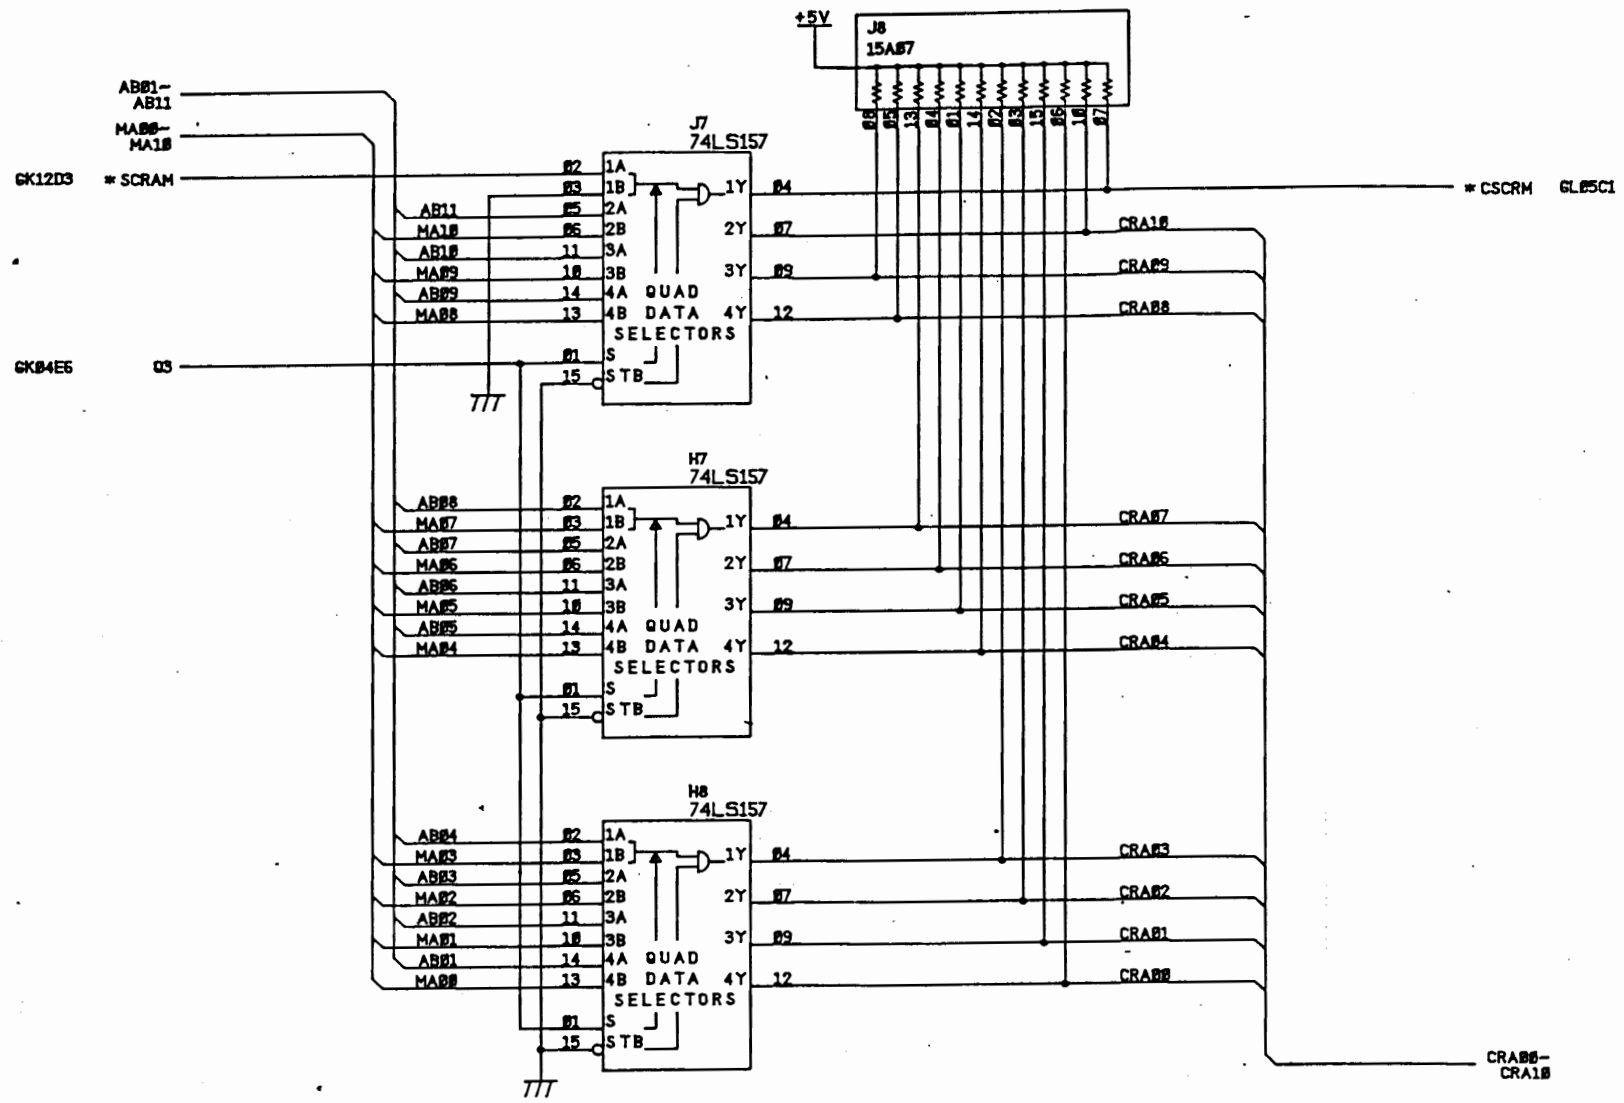 +5V
J8
15A07
08 05 13 04 01 14 02 03 15 06 10 07
AB01-
AB11
MA00-
MA10
GK12D3 * SCRAM
GK04E6 Q3
J7
74LS157
02 1A
03 1B 1Y 04
AB11 05 2A
MA10 06 2B 2Y 07
AB10 11 3A
MA09 10 3B 3Y 09
AB09 14 4A QUAD
MA08 13 4B DATA 4Y 12
SELECTORS
01 S
15 STB
* CSCRM GL05C1
CRA10
CRA09
CRA08
H7
74LS157
AB08 02 1A
MA07 03 1B 1Y 04 CRA07
AB07 05 2A
MA06 06 2B 2Y 07 CRA06
AB06 11 3A
MA05 10 3B 3Y 09 CRA05
AB05 14 4A QUAD
MA04 13 4B DATA 4Y 12 CRA04
SELECTORS
01 S
15 STB
H8
74LS157
AB04 02 1A
MA03 03 1B 1Y 04 CRA03
AB03 05 2A
MA02 06 2B 2Y 07 CRA02
AB02 11 3A
MA01 10 3B 3Y 09 CRA01
AB01 14 4A QUAD
MA00 13 4B DATA 4Y 12 CRA00
SELECTORS
01 S
15 STB
CRA00-
CRA10